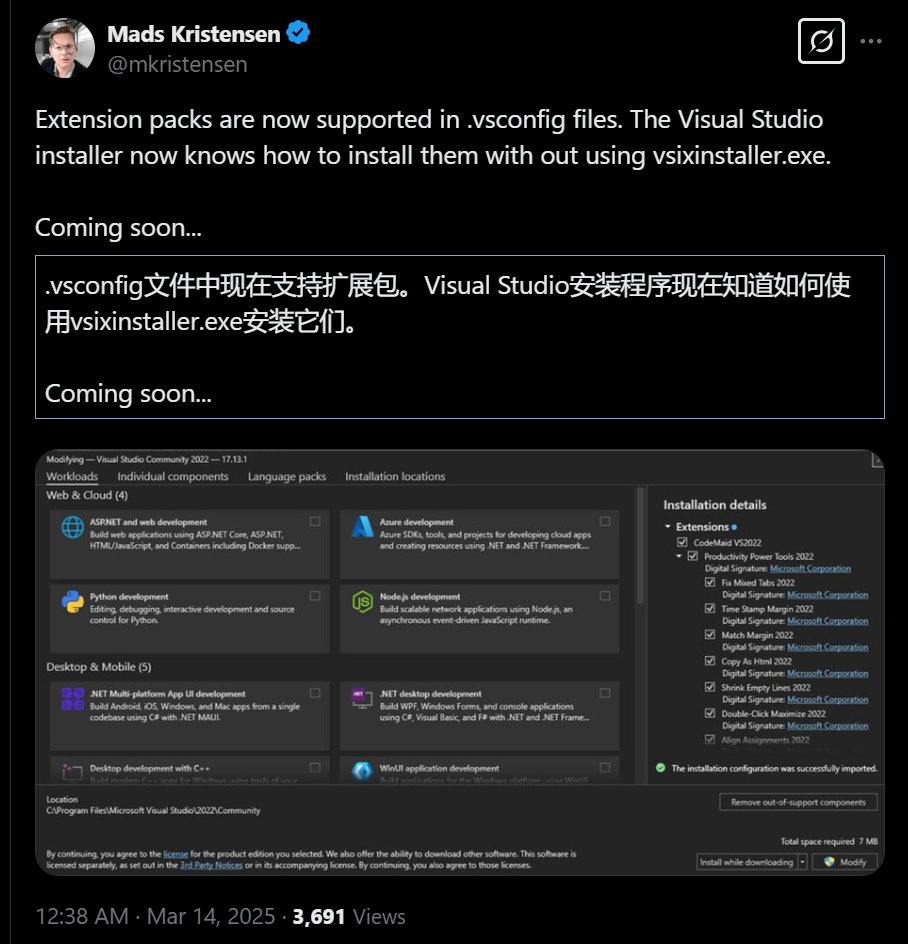 Mads Kristensen
@mkristensen
Extension packs are now supported in .vsconfig files. The Visual Studio
installer now knows how to install them with out using vsixinstaller.exe.
Coming soon...
.vsconfig文件中现在支持扩展包。Visual Studio安装程序现在知道如何使
用vsixinstaller.exe安装它们。
Coming soon...
Modifying — Visual Studio Community 2022 — 17.13.1
Workloads Individual components Language packs Installation locations
Web & Cloud (4)
ASP.NET and web development
Build web applications using ASP.NET Core, ASP.NET,
HTML/JavaScript, and Containers including Docker supp...
Azure development
Azure SDKs, tools, and projects for developing cloud apps
and creating resources using .NET and .NET Framework....
Python development
Editing, debugging, interactive development and source
control for Python.
Node.js development
Build scalable network applications using Node.js, an
asynchronous event-driven JavaScript runtime.
Desktop & Mobile (5)
.NET Multi-platform App UI development
Build Android, iOS, Windows, and Mac apps from a single
codebase using C# with .NET MAUI.
.NET desktop development
Build WPF, Windows Forms, and console applications
using C#, Visual Basic, and F# with .NET and .NET Frame...
Desktop development with C++
Build modern C++ apps for Windows using tools of your
WinUI application development
Build applications for the Windows platform using WinUI
Installation details
Extensions
CodeMaid VS2022
Productivity Power Tools 2022
Digital Signature: Microsoft Corporation
Fix Mixed Tabs 2022
Digital Signature: Microsoft Corporation
Time Stamp Margin 2022
Digital Signature: Microsoft Corporation
Match Margin 2022
Digital Signature: Microsoft Corporation
Copy As Html 2022
Digital Signature: Microsoft Corporation
Shrink Empty Lines 2022
Digital Signature: Microsoft Corporation
Double-Click Maximize 2022
Digital Signature: Microsoft Corporation
Align Assignments 2022
The installation configuration was successfully imported.
Location
C:\Program Files\Microsoft Visual Studio\2022\Community
Remove out-of-support components
Total space required 7 MB
By continuing, you agree to the license for the product edition you selected. We also offer the ability to download other software. This software is
licensed separately, as set out in the 3rd Party Notices or in its accompanying license. By continuing, you also agree to those licenses.
Install while downloading Modify
12:38 AM · Mar 14, 2025 · 3,691 Views